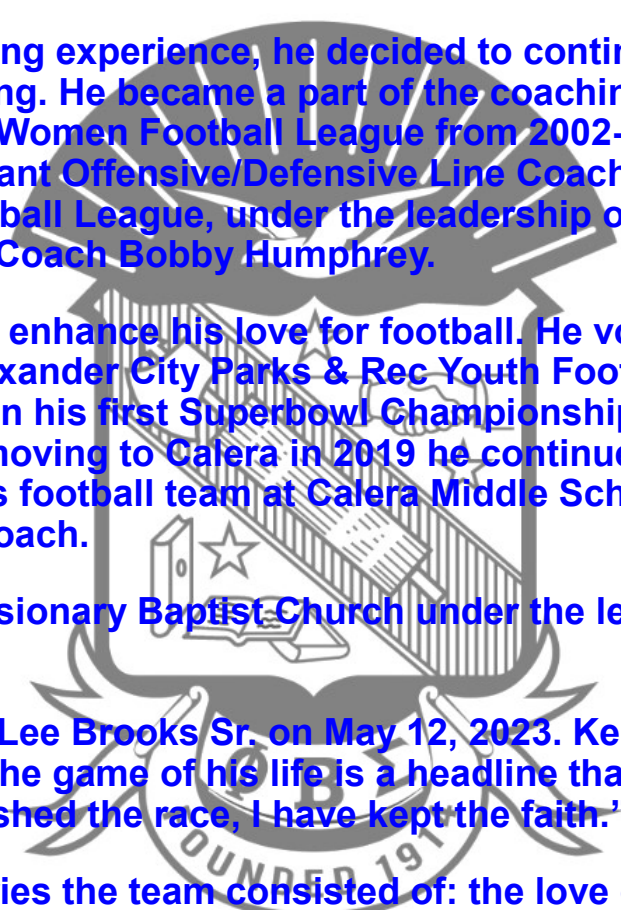 ng experience, he decided to contin
ng. He became a part of the coachin
Women Football League from 2002-
ant Offensive/Defensive Line Coach
ball League, under the leadership o
Coach Bobby Humphrey.
enhance his love for football. He vo
exander City Parks & Rec Youth Foot
n his first Superbowl Championship
moving to Calera in 2019 he continue
s football team at Calera Middle Sch
oach.
sionary Baptist Church under the le
Lee Brooks Sr. on May 12, 2023. Ke
he game of his life is a headline tha
shed the race, I have kept the faith.'
Φ Β Σ
FOUNDED 191
ies the team consisted of: the love